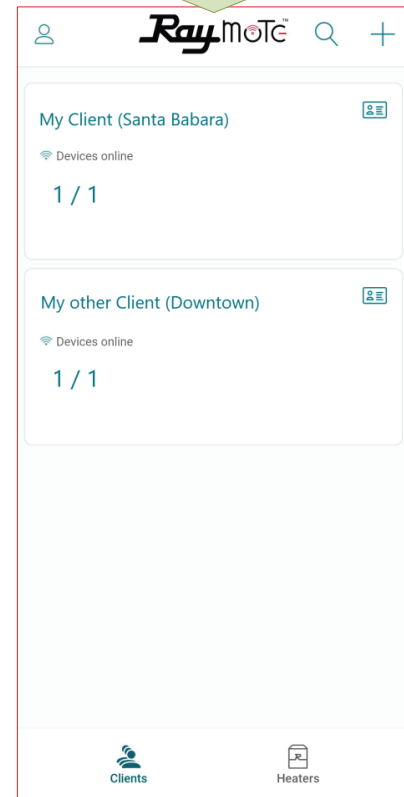 RaymoTe™
My Client (Santa Babara)
Devices online
1 / 1
My other Client (Downtown)
Devices online
1 / 1
Clients
R
Heaters